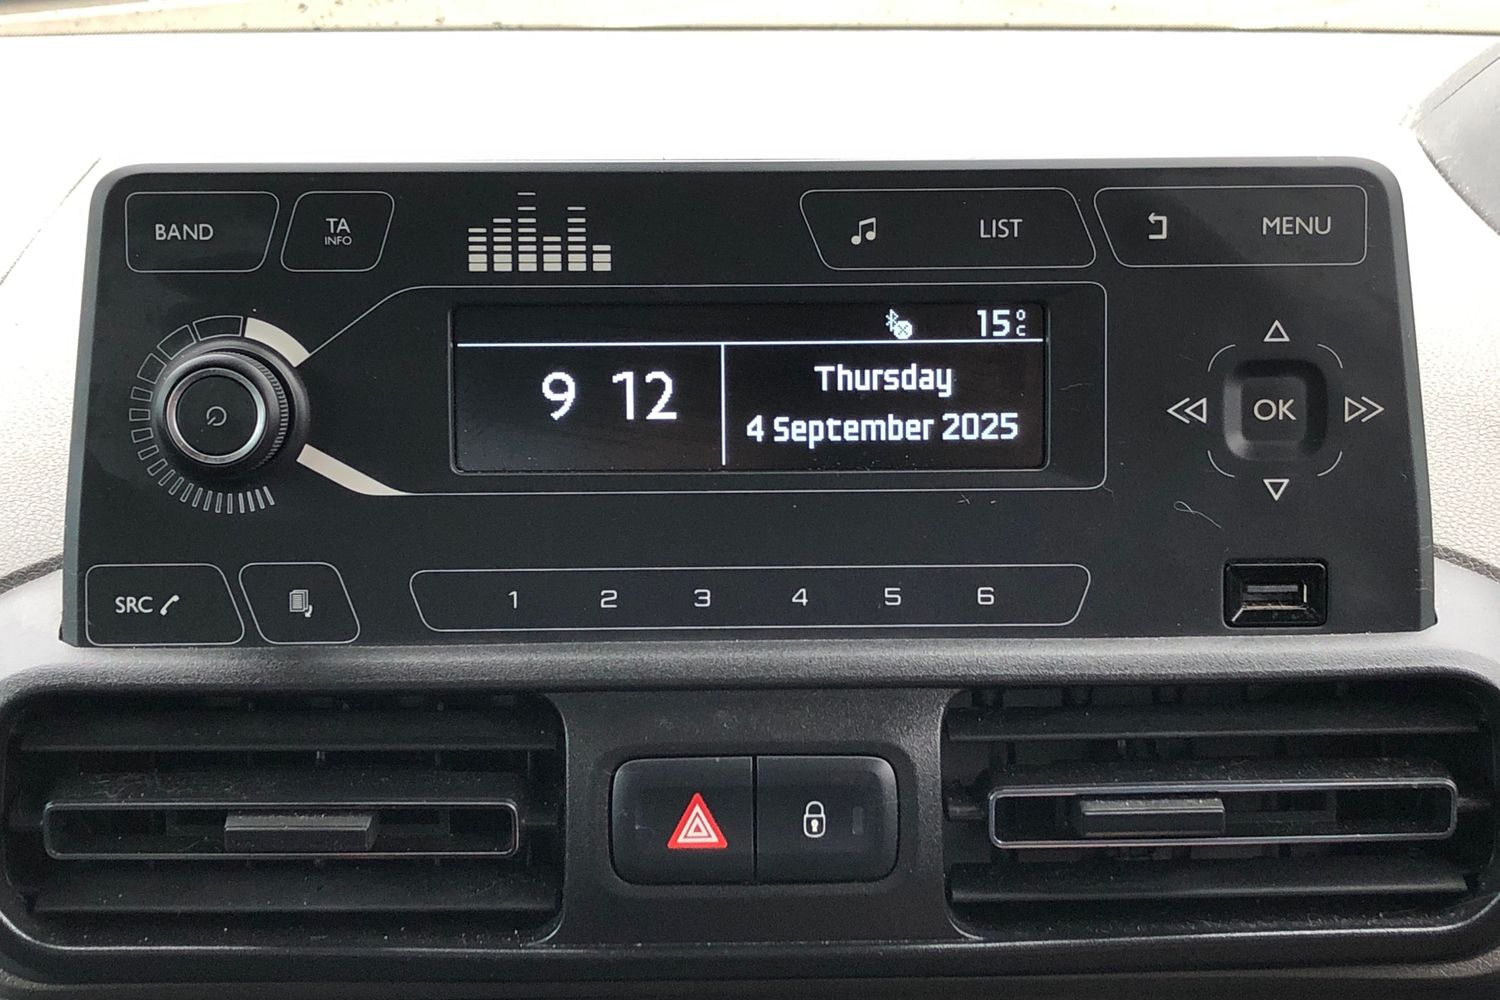 BAND
TA
INFO
LIST
MENU
15°C
9 12
Thursday
4 September 2025
OK
SRC
1 2 3 4 5 6